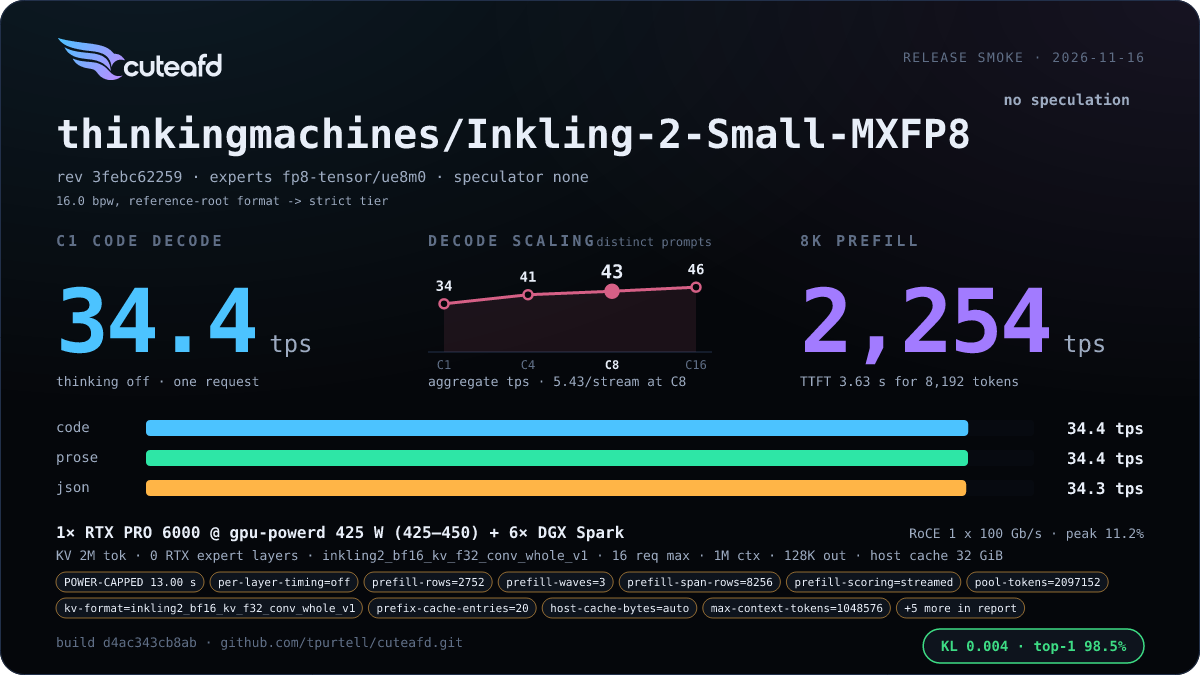 cuteafd
RELEASE SMOKE · 2026-11-16
no speculation
thinkingmachines/Inkling-2-Small-MXFP8
rev 3febc62259 · experts fp8-tensor/ue8m0 · speculator none
16.0 bpw, reference-root format -> strict tier
C1 CODE DECODE
34.4 tps
thinking off · one request
DECODE SCALING distinct prompts
34 41 43 46
C1 C4 C8 C16
aggregate tps · 5.43/stream at C8
8K PREFILL
2,254 tps
TTFT 3.63 s for 8,192 tokens
code 34.4 tps
prose 34.4 tps
json 34.3 tps
1× RTX PRO 6000 @ gpu-powerd 425 W (425–450) + 6× DGX Spark
RoCE 1 x 100 Gb/s · peak 11.2%
KV 2M tok · 0 RTX expert layers · inkling2_bf16_kv_f32_conv_whole_v1 · 16 req max · 1M ctx · 128K out · host cache 32 GiB
POWER-CAPPED 13.00 s per-layer-timing=off prefill-rows=2752 prefill-waves=3 prefill-span-rows=8256 prefill-scoring=streamed pool-tokens=2097152
kv-format=inkling2_bf16_kv_f32_conv_whole_v1 prefix-cache-entries=20 host-cache-bytes=auto max-context-tokens=1048576 +5 more in report
build d4ac343cb8ab · github.com/tpurtell/cuteafd.git
KL 0.004 · top-1 98.5%